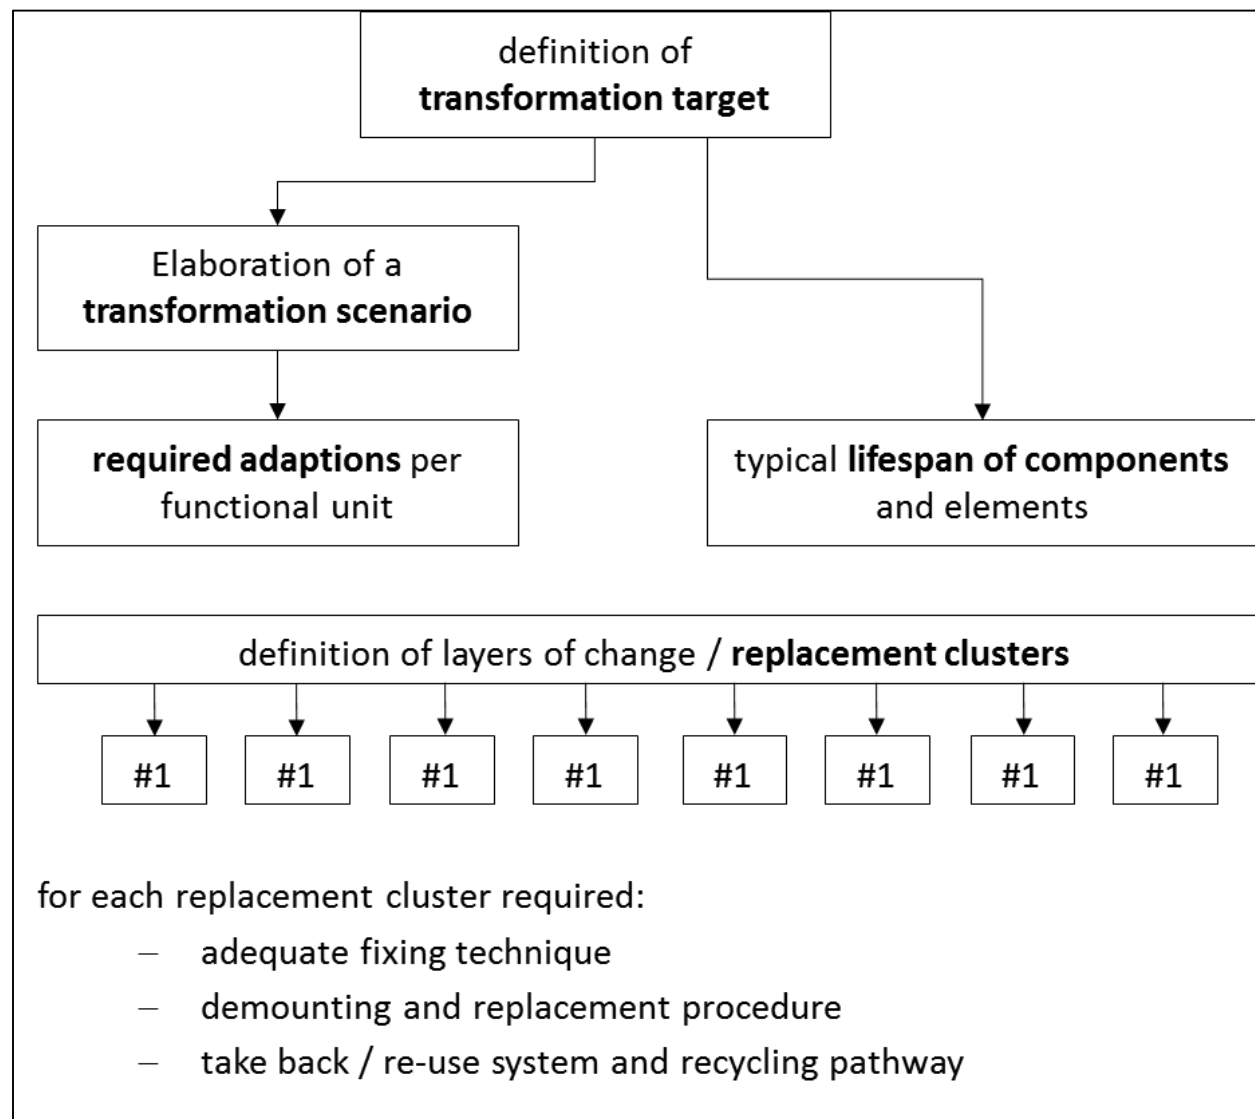 definition of
transformation target
Elaboration of a
transformation scenario
required adaptions per
functional unit
typical lifespan of components
and elements
definition of layers of change / replacement clusters
#1 #1 #1 #1 #1 #1 #1 #1
for each replacement cluster required:
– adequate fixing technique
– demounting and replacement procedure
– take back / re-use system and recycling pathway